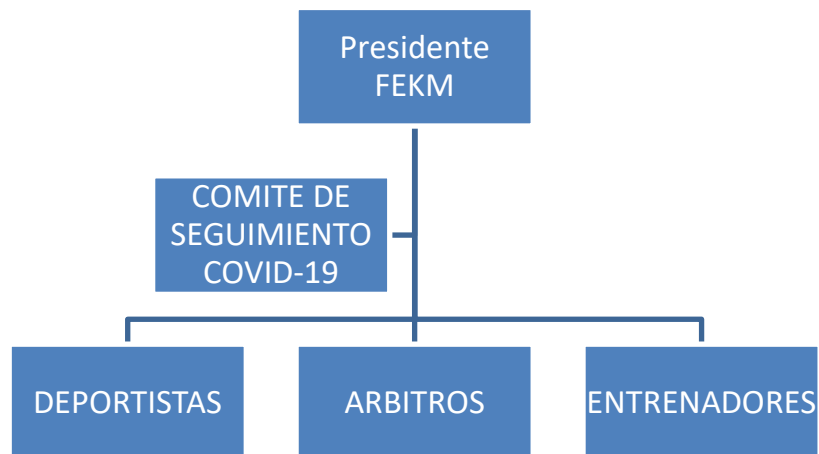 Presidente
FEKM
COMITE DE
SEGUIMIENTO
COVID-19
DEPORTISTAS
ARBITROS
ENTRENADORES